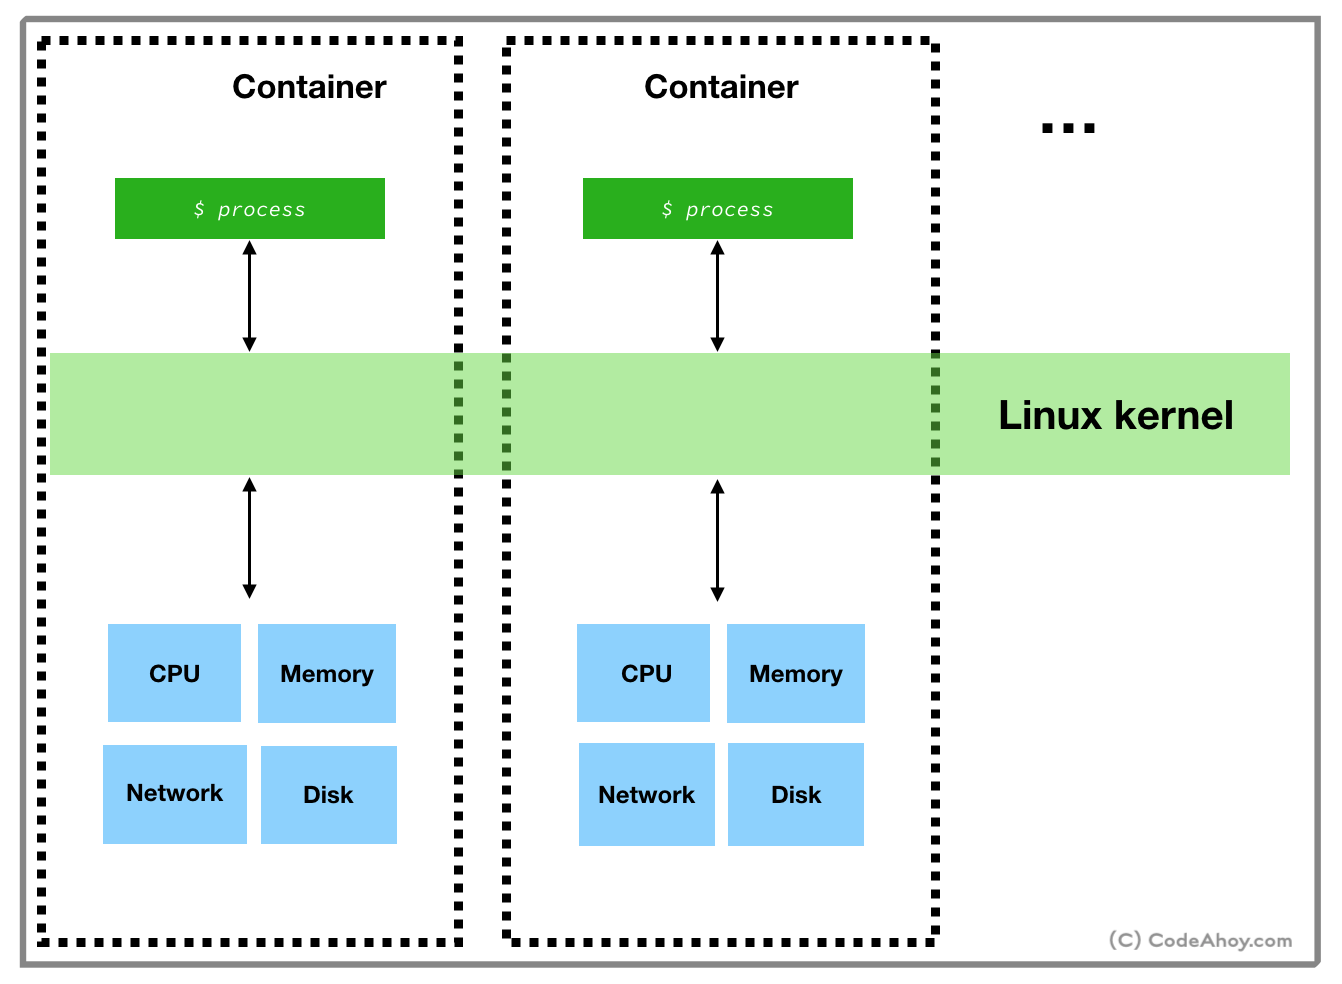 Container
Container
...
$ process
$ process
Linux kernel
CPU
Memory
CPU
Memory
Network
Disk
Network
Disk
(C) CodeAhoy.com